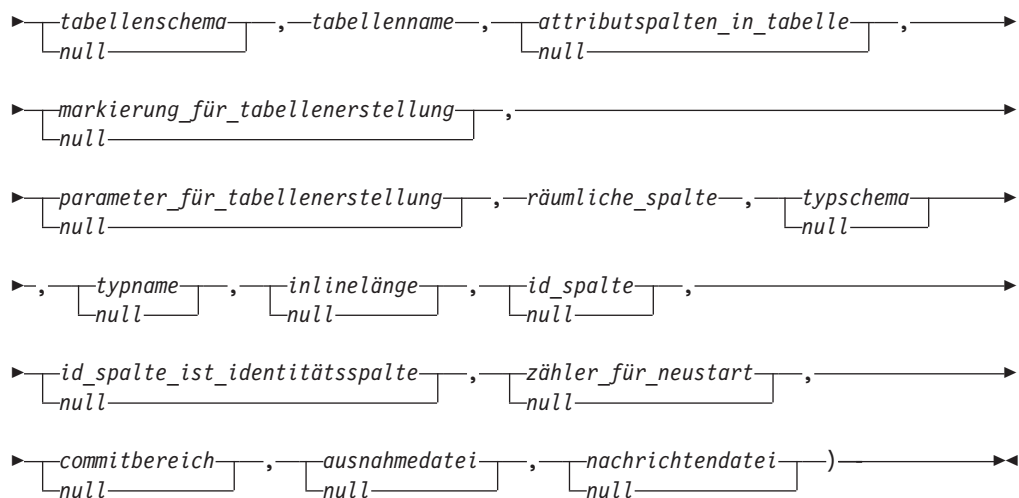 tabellenschema , tabellenname , attributspalten_in_tabelle ,
null null
markierung_für_tabellenerstellung ,
null
parameter_für_tabellenerstellung , räumliche_spalte , typschema
null null
, typname , inlinelänge , id_spalte ,
null null null
id_spalte_ist_identitätsspalte , zähler_für_neustart ,
null null
commitbereich , ausnahmedatei , nachrichtendatei )
null null null